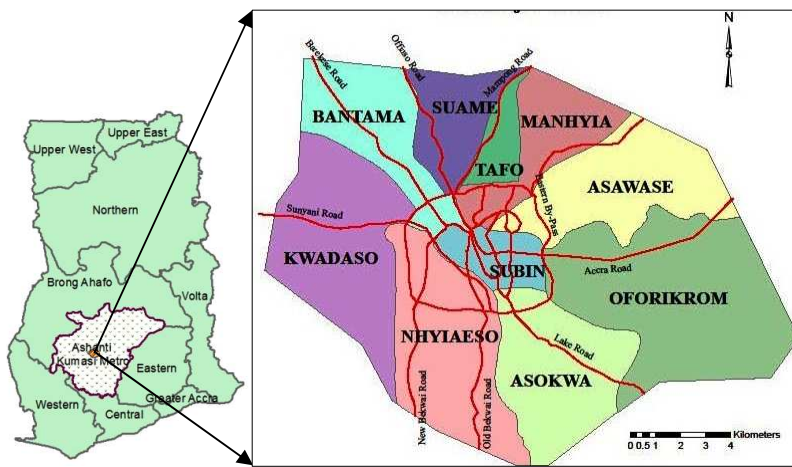 Upper East
Upper West
Northern
Brong Ahafo
Volta
Ashanti
Kumasi Metro
Eastern
Greater Accra
Western
Central
N
Barekese Road
Offinso Road
Mampong Road
BANTAMA
SUAME
MANHYIA
TAFO
ASAWASE
Eastern By-Pass
Sunyani Road
KWADASO
SUBIN
Accra Road
OFORIKROM
NHYIAESO
Lake Road
ASOKWA
New Bekwai Road
Old Bekwai Road
0 0.5 1 2 3 4 Kilometers